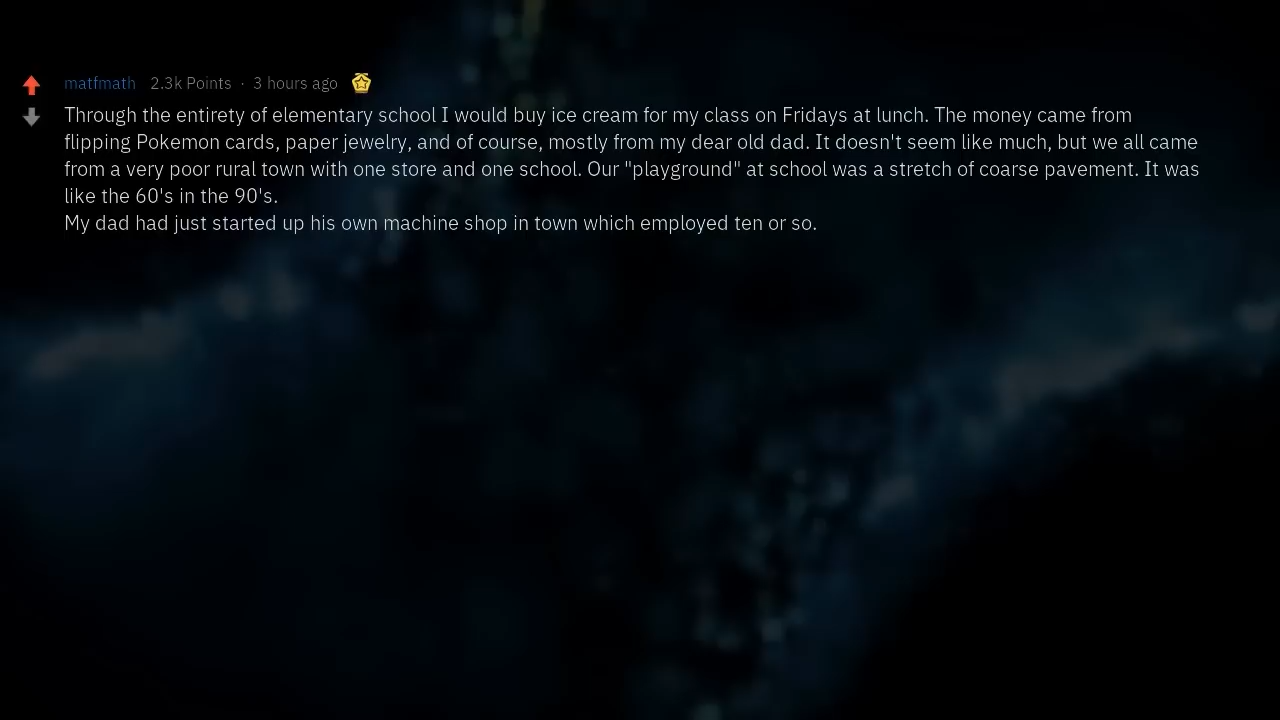 matfmath 2.3k Points · 3 hours ago
Through the entirety of elementary school I would buy ice cream for my class on Fridays at lunch. The money came from
flipping Pokemon cards, paper jewelry, and of course, mostly from my dear old dad. It doesn't seem like much, but we all came
from a very poor rural town with one store and one school. Our "playground" at school was a stretch of coarse pavement. It was
like the 60's in the 90's.
My dad had just started up his own machine shop in town which employed ten or so.